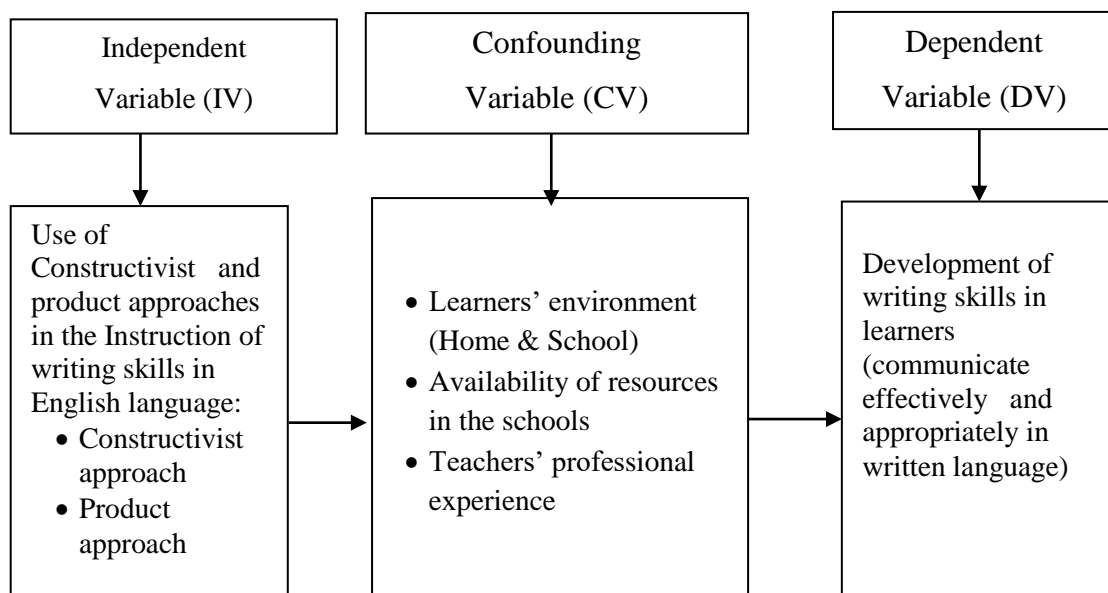 Independent
Variable (IV)
Confounding
Variable (CV)
Dependent
Variable (DV)
Use of
Constructivist and
product approaches
in the Instruction of
writing skills in
English language:
• Constructivist
approach
• Product
approach
• Learners’ environment
(Home & School)
• Availability of resources
in the schools
• Teachers’ professional
experience
Development of
writing skills in
learners
(communicate
effectively and
appropriately in
written language)